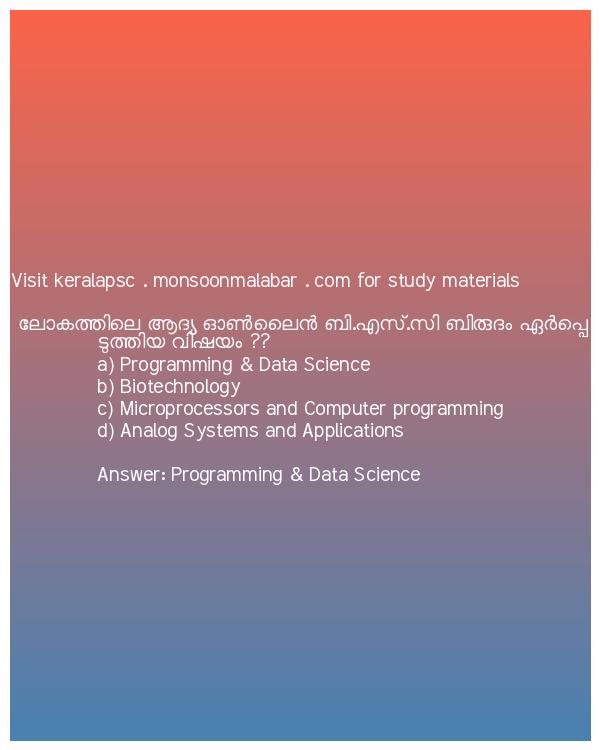 Visit keralapsc . monsoonmalabar . com for study materials
ലോകത്തിലെ ആദ്യ ഓൺലൈൻ ബി.എസ്.സി ബിരുദം ഏർപ്പെ
ടുത്തിയ വിഷയം ??
a) Programming & Data Science
b) Biotechnology
c) Microprocessors and Computer programming
d) Analog Systems and Applications
Answer: Programming & Data Science